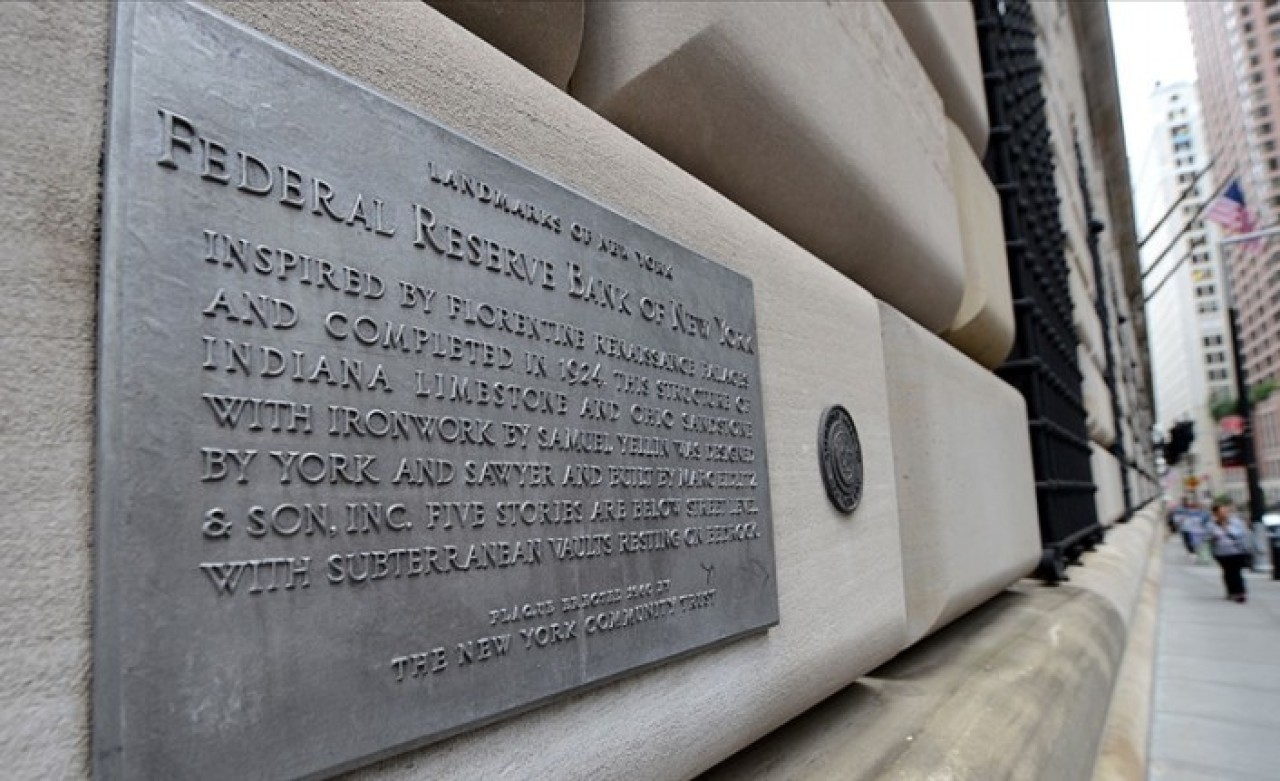 LANDMARKS OF NEW YORK
FEDERAL RESERVE BANK OF NEW YORK
INSPIRED BY FLORENTINE RENAISSANCE PALACES
AND COMPLETED IN 1924, THIS STRUCTURE OF
INDIANA LIMESTONE AND OHIO SANDSTONE
WITH IRONWORK BY SAMUEL YELLIN WAS DESIGNED
BY YORK AND SAWYER AND BUILT BY MARC EIDLITZ
& SON, INC. FIVE STORIES ARE BELOW STREET LEVEL
WITH SUBTERRANEAN VAULTS RESTING ON BEDROCK.
PLAQUE ERECTED BY
THE NEW YORK COMMUNITY TRUST